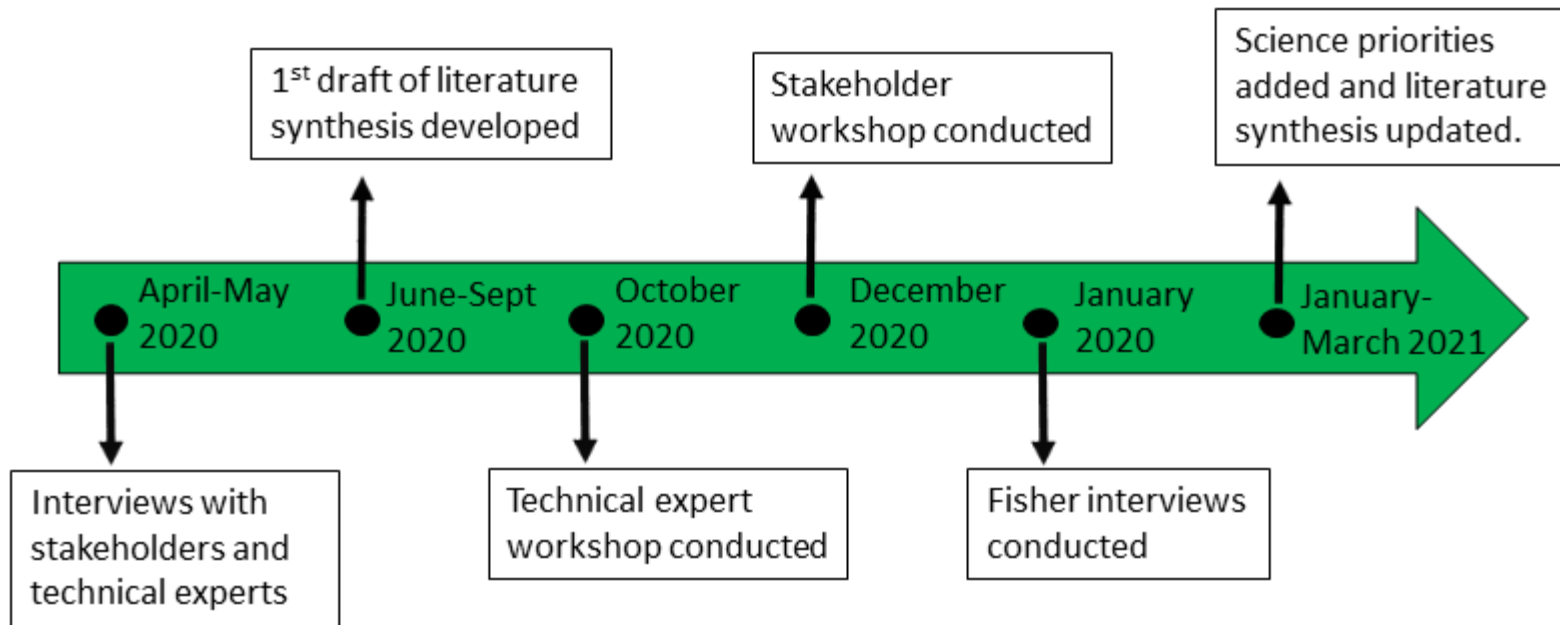 1st draft of literature
synthesis developed
Stakeholder
workshop conducted
Science priorities
added and literature
synthesis updated.
April-May
2020
June-Sept
2020
October
2020
December
2020
January
2020
January-
March 2021
Interviews with
stakeholders and
technical experts
Technical expert
workshop conducted
Fisher interviews
conducted